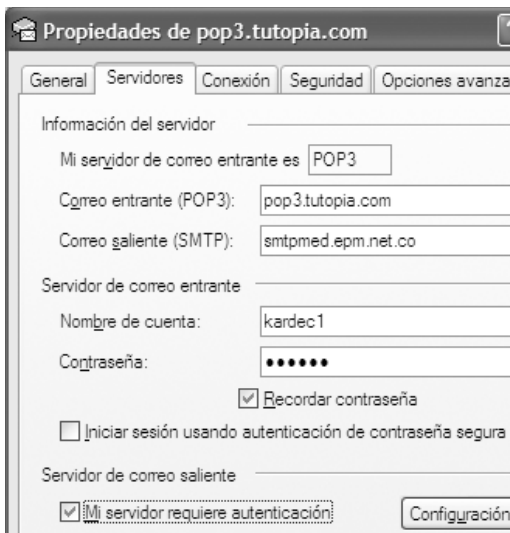 Propiedades de pop3.tutopia.com
General Servidores Conexión Seguridad Opciones avanza
Información del servidor
Mi servidor de correo entrante es POP3
Correo entrante (POP3): pop3.tutopia.com
Correo saliente (SMTP): smtpmed.epm.net.co
Servidor de correo entrante
Nombre de cuenta: kardec1
Contraseña: ••••••
Recordar contraseña
Iniciar sesión usando autenticación de contraseña segura
Servidor de correo saliente
Mi servidor requiere autenticación Configuración